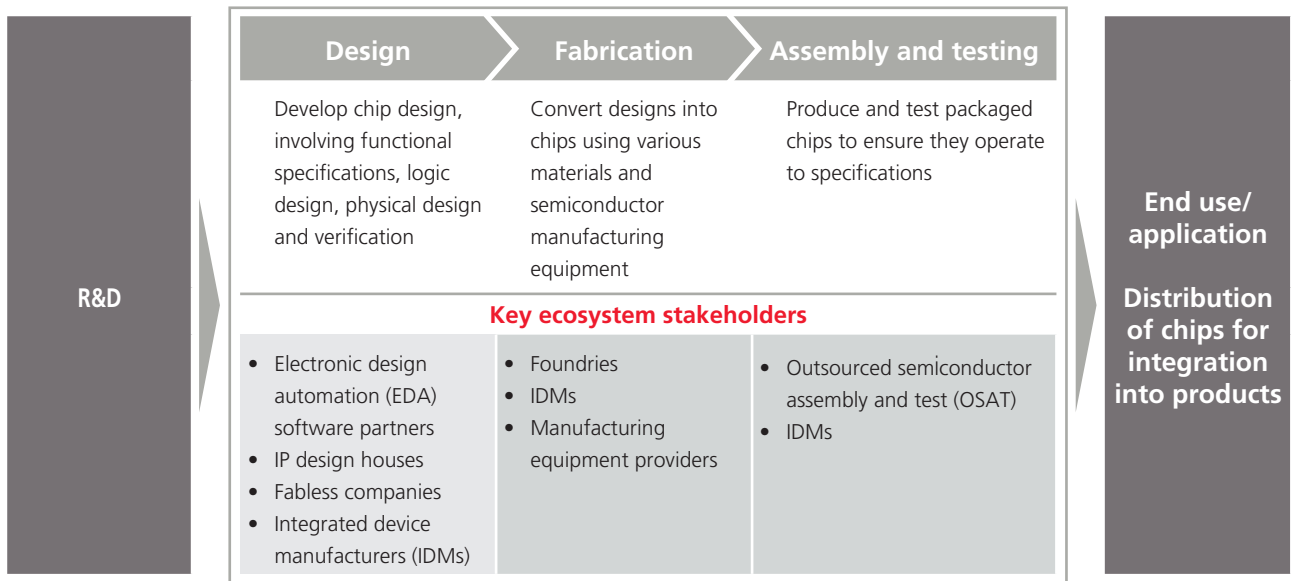 R&D
Design
Develop chip design,
involving functional
specifications, logic
design, physical design
and verification
Fabrication
Convert designs into
chips using various
materials and
semiconductor
manufacturing
equipment
Assembly and testing
Produce and test packaged
chips to ensure they operate
to specifications
Key ecosystem stakeholders
• Electronic design
automation (EDA)
software partners
• IP design houses
• Fabless companies
• Integrated device
manufacturers (IDMs)
• Foundries
• IDMs
• Manufacturing
equipment providers
• Outsourced semiconductor
assembly and test (OSAT)
• IDMs
End use/
application
Distribution
of chips for
integration
into products